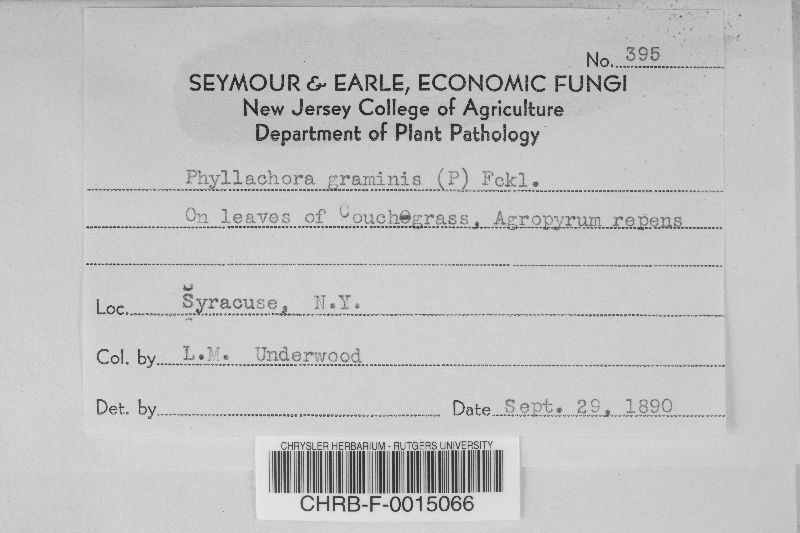 No. 395
SEYMOUR & EARLE, ECONOMIC FUNGI
New Jersey College of Agriculture
Department of Plant Pathology
Phyllachora graminis (P) Fckl.
On leaves of Couchegrass, Agropyrum repens
Loc. Syracuse, N.Y.
Col. by L.M. Underwood
Det. by
Date Sept. 29, 1890
CHRYSLER HERBARIUM - RUTGERS UNIVERSITY
CHRB-F-0015066